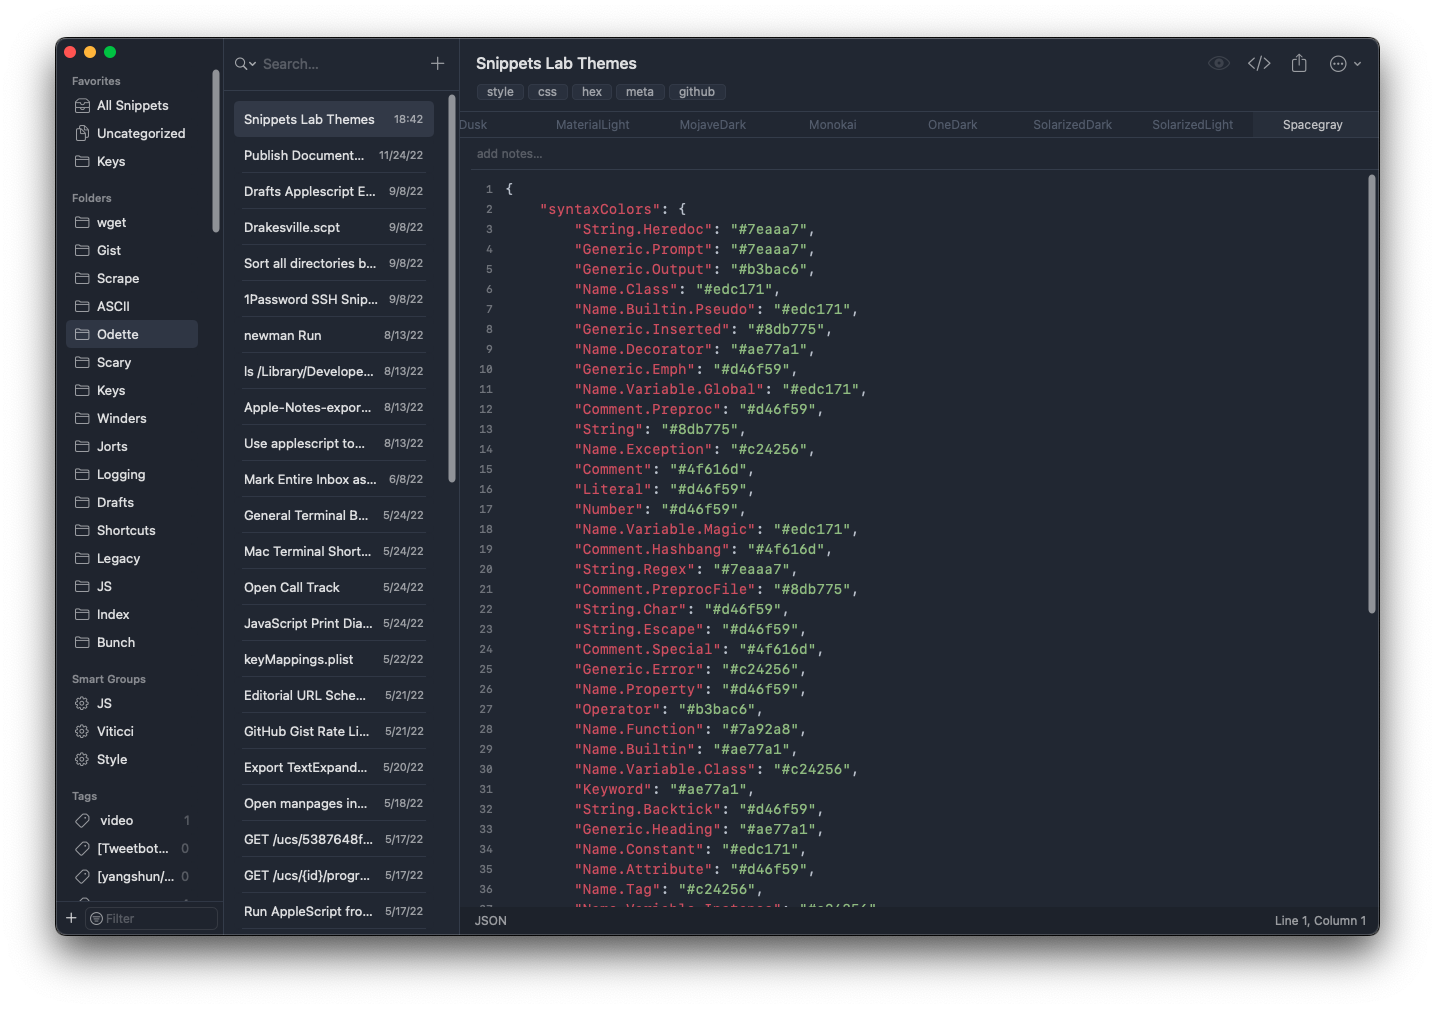 Favorites
All Snippets
Uncategorized
Keys
Folders
wget
Gist
Scrape
ASCII
Odette
Scary
Keys
Winders
Jorts
Logging
Drafts
Shortcuts
Legacy
JS
Index
Bunch
Smart Groups
JS
Viticci
Style
Tags
video 1
[Tweetbot... 0
[yangshun/... 0
Filter
Search...
Snippets Lab Themes 18:42
Publish Document... 11/24/22
Drafts Applescript E... 9/8/22
Drakesville.scpt 9/8/22
Sort all directories b... 9/8/22
1Password SSH Snip... 9/8/22
newman Run 8/13/22
ls /Library/Develope... 8/13/22
Apple-Notes-expor... 8/13/22
Use applescript to... 8/13/22
Mark Entire Inbox as... 6/8/22
General Terminal B... 5/24/22
Mac Terminal Short... 5/24/22
Open Call Track 5/24/22
JavaScript Print Dia... 5/24/22
keyMappings.plist 5/22/22
Editorial URL Sche... 5/21/22
GitHub Gist Rate Li... 5/21/22
Export TextExpand... 5/20/22
Open manpages in... 5/18/22
GET /ucs/5387648f... 5/17/22
GET /ucs/{id}/progr... 5/17/22
Run AppleScript fro... 5/17/22
Snippets Lab Themes
style css hex meta github
Dusk MaterialLight MojaveDark Monokai OneDark SolarizedDark SolarizedLight Spacegray
add notes...
1 {
2 "syntaxColors": {
3 "String.Heredoc": "#7eaaa7",
4 "Generic.Prompt": "#7eaaa7",
5 "Generic.Output": "#b3bac6",
6 "Name.Class": "#edc171",
7 "Name.Builtin.Pseudo": "#edc171",
8 "Generic.Inserted": "#8db775",
9 "Name.Decorator": "#ae77a1",
10 "Generic.Emph": "#d46f59",
11 "Name.Variable.Global": "#edc171",
12 "Comment.Preproc": "#d46f59",
13 "String": "#8db775",
14 "Name.Exception": "#c24256",
15 "Comment": "#4f616d",
16 "Literal": "#d46f59",
17 "Number": "#d46f59",
18 "Name.Variable.Magic": "#edc171",
19 "Comment.Hashbang": "#4f616d",
20 "String.Regex": "#7eaaa7",
21 "Comment.PreprocFile": "#8db775",
22 "String.Char": "#d46f59",
23 "String.Escape": "#d46f59",
24 "Comment.Special": "#4f616d",
25 "Generic.Error": "#c24256",
26 "Name.Property": "#d46f59",
27 "Operator": "#b3bac6",
28 "Name.Function": "#7a92a8",
29 "Name.Builtin": "#ae77a1",
30 "Name.Variable.Class": "#c24256",
31 "Keyword": "#ae77a1",
32 "String.Backtick": "#d46f59",
33 "Generic.Heading": "#ae77a1",
34 "Name.Constant": "#edc171",
35 "Name.Attribute": "#d46f59",
36 "Name.Tag": "#c24256",
JSON
Line 1, Column 1